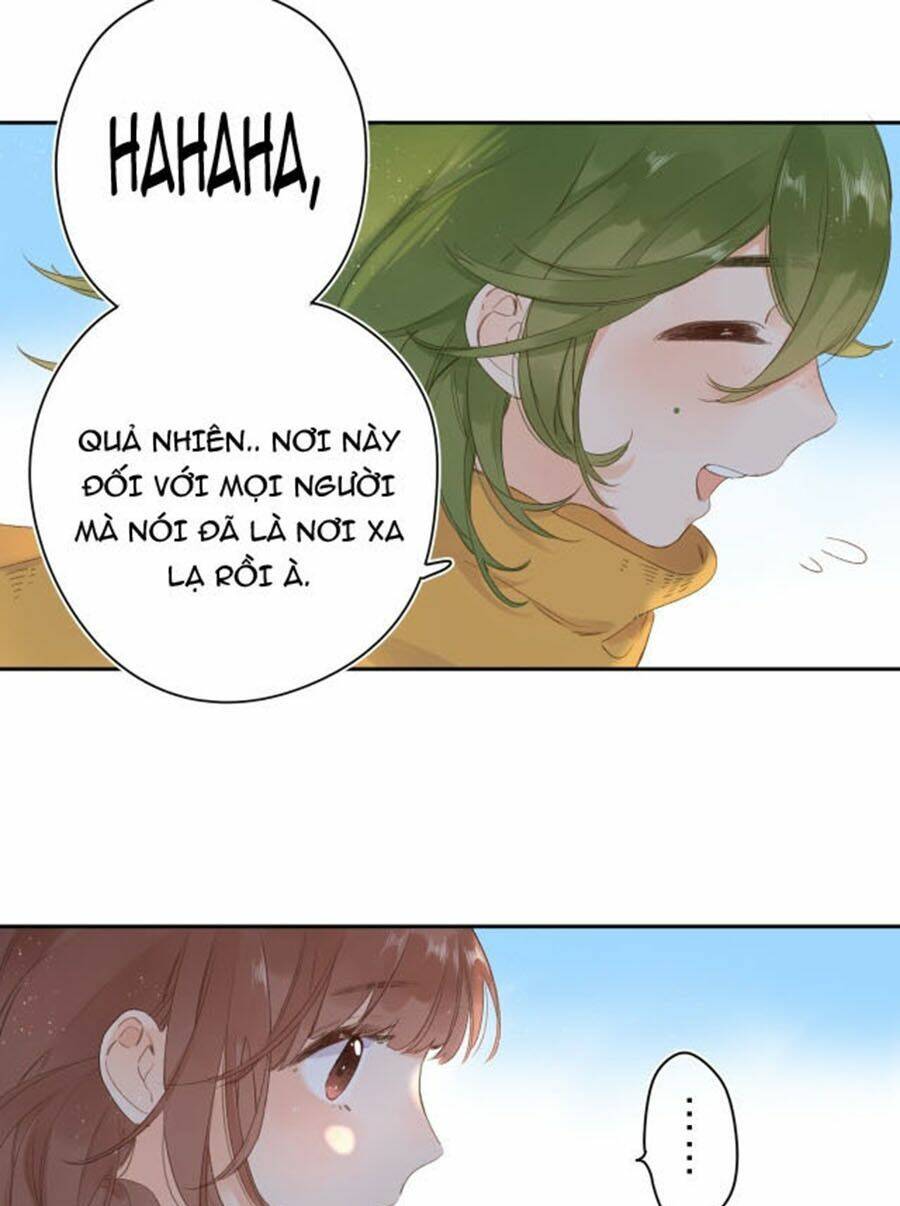 HAHAHA,
QUẢ NHIÊN.. NƠI NÀY
ĐỐI VỚI MỌI NGƯỜI
MÀ NÓI ĐÃ LÀ NƠI XA
LẠ RỒI À.
......